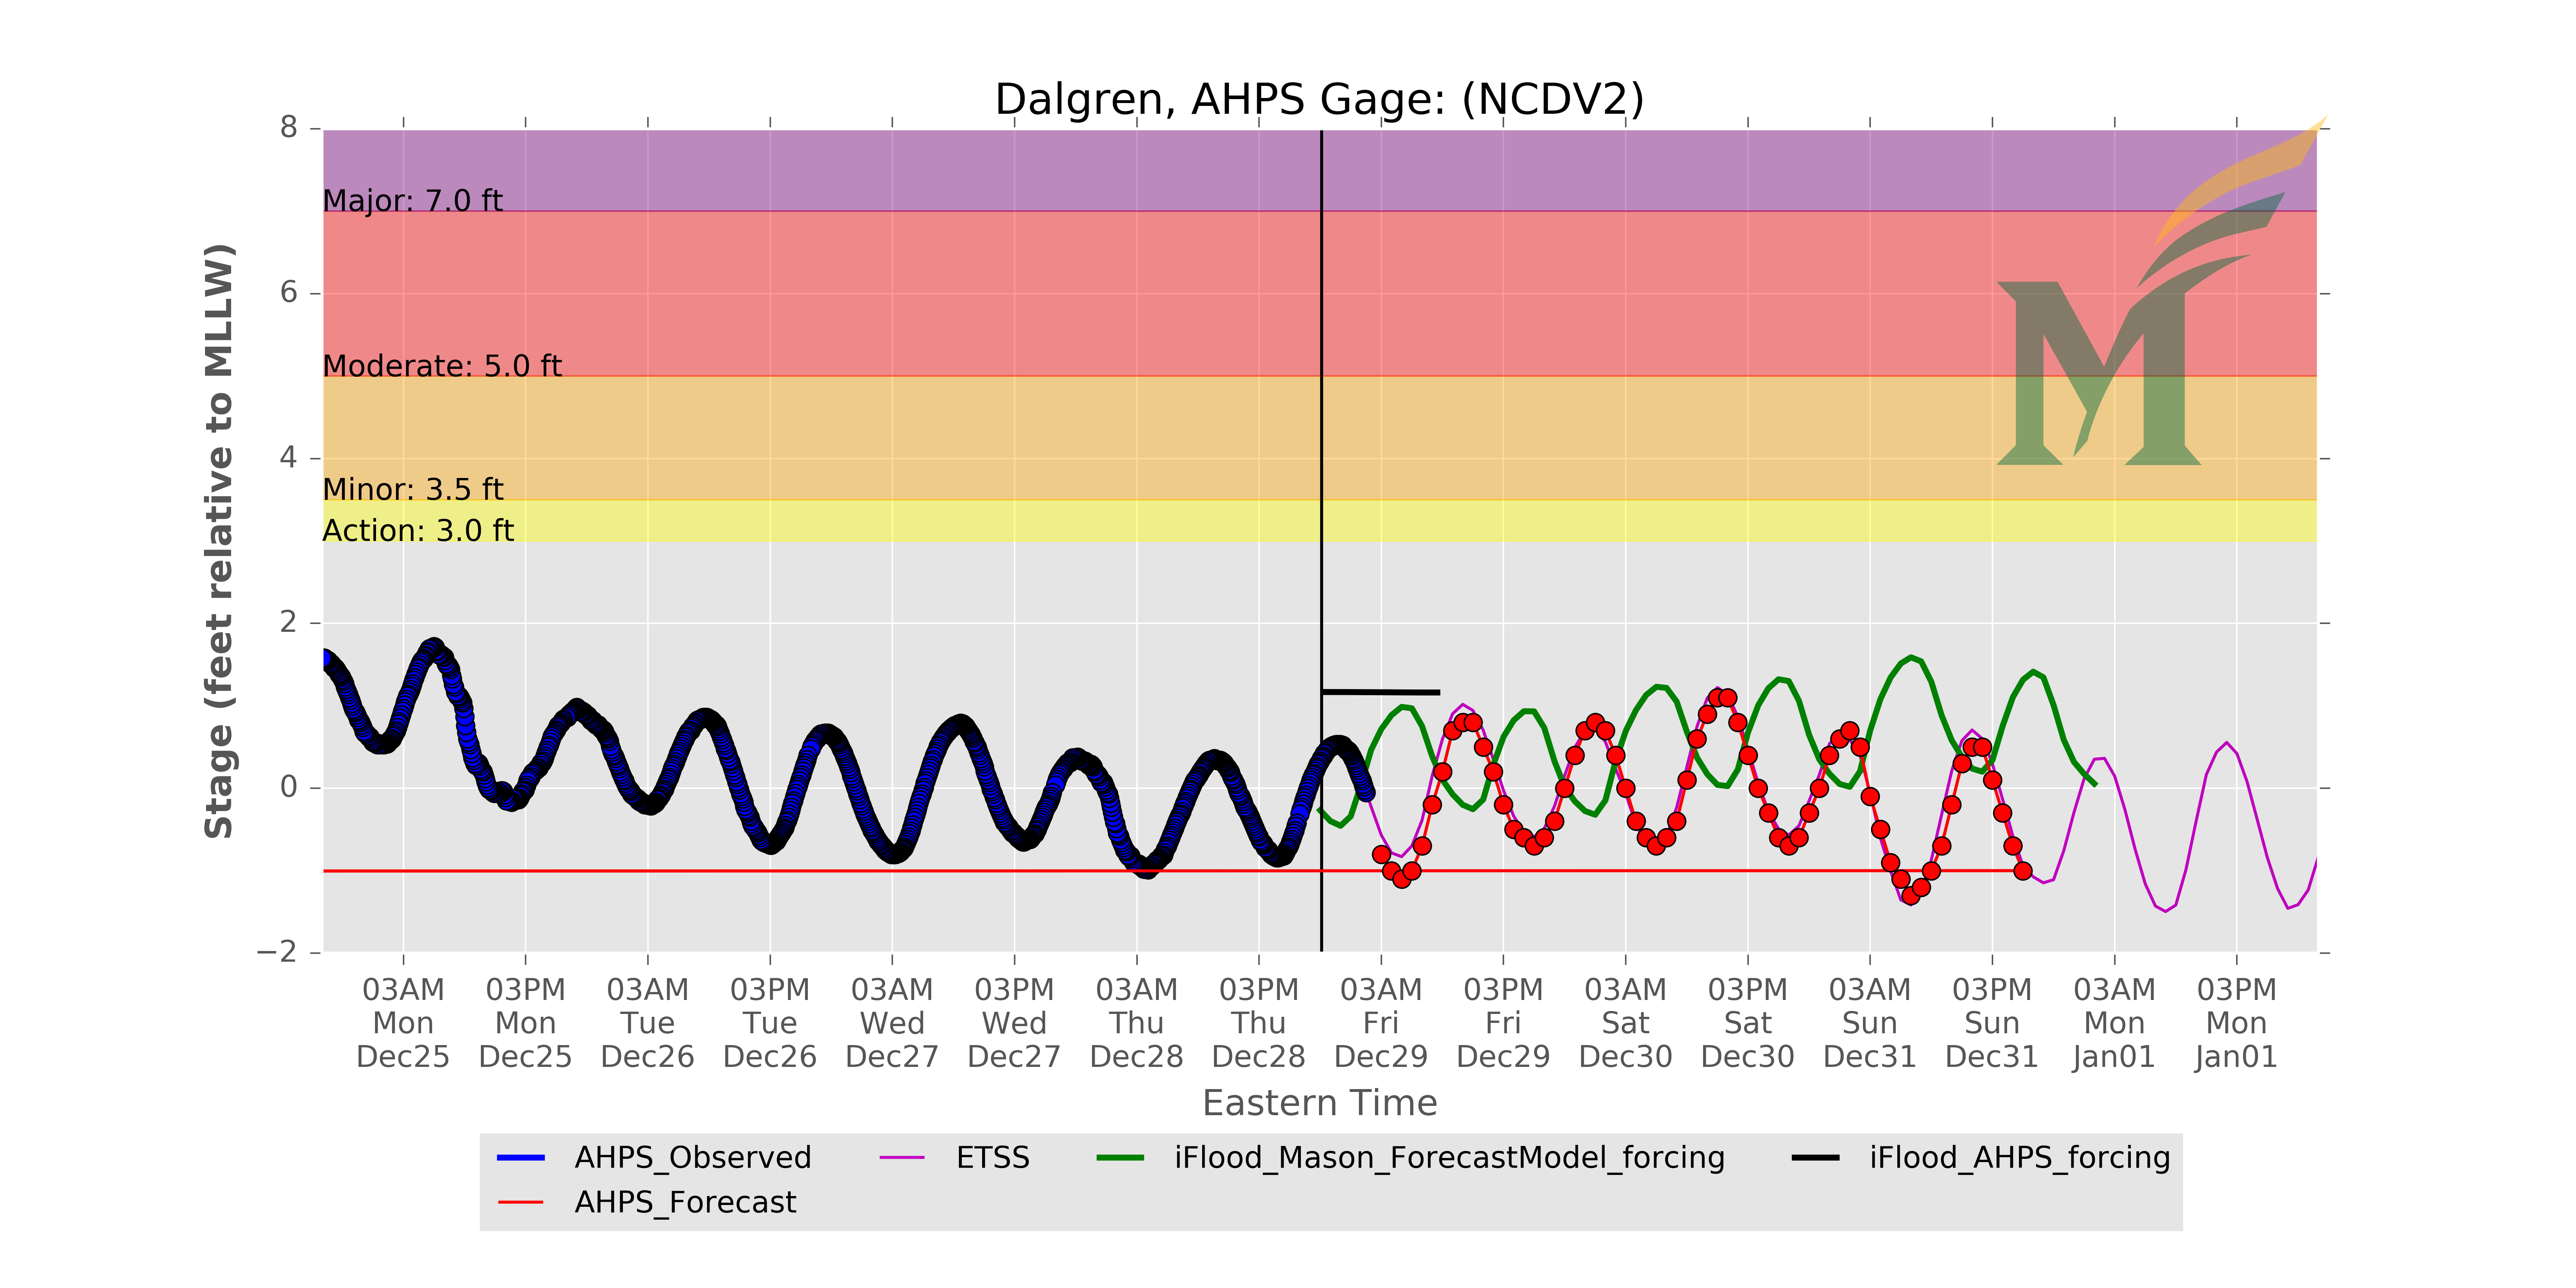 Dalgren, AHPS Gage: (NCDV2)
8
Major: 7.0 ft
6
Moderate: 5.0 ft
4
Minor: 3.5 ft
Action: 3.0 ft
2
0
−2
Stage (feet relative to MLLW)
03AM 03PM 03AM 03PM 03AM 03PM 03AM 03PM 03AM 03PM 03AM 03PM 03AM 03PM 03AM 03PM
Mon Mon Tue Tue Wed Wed Thu Thu Fri Fri Sat Sat Sun Sun Mon Mon
Dec25 Dec25 Dec26 Dec26 Dec27 Dec27 Dec28 Dec28 Dec29 Dec29 Dec30 Dec30 Dec31 Dec31 Jan01 Jan01
Eastern Time
AHPS_Observed ETSS iFlood_Mason_ForecastModel_forcing iFlood_AHPS_forcing
AHPS_Forecast
M